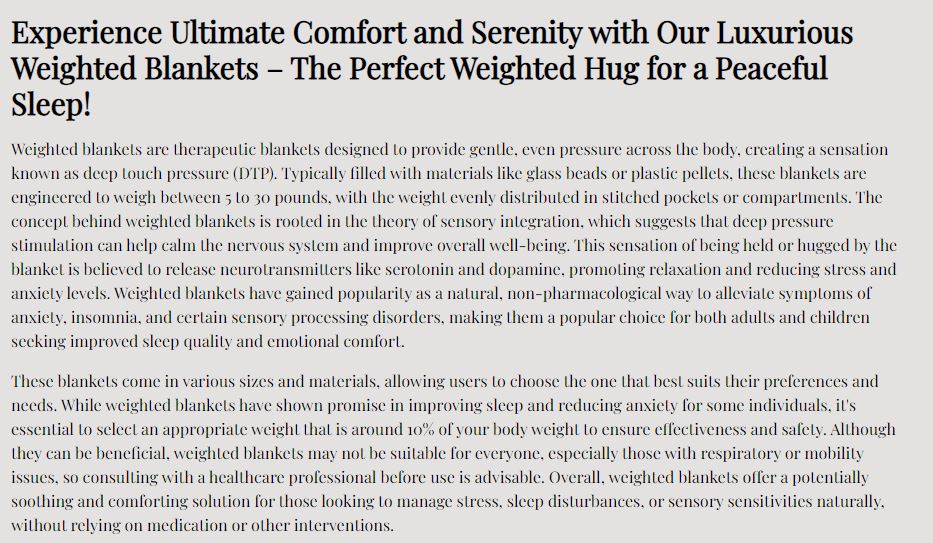 Experience Ultimate Comfort and Serenity with Our Luxurious
Weighted Blankets – The Perfect Weighted Hug for a Peaceful
Sleep!
Weighted blankets are therapeutic blankets designed to provide gentle, even pressure across the body, creating a sensation
known as deep touch pressure (DTP). Typically filled with materials like glass beads or plastic pellets, these blankets are
engineered to weigh between 5 to 30 pounds, with the weight evenly distributed in stitched pockets or compartments. The
concept behind weighted blankets is rooted in the theory of sensory integration, which suggests that deep pressure
stimulation can help calm the nervous system and improve overall well-being. This sensation of being held or hugged by the
blanket is believed to release neurotransmitters like serotonin and dopamine, promoting relaxation and reducing stress and
anxiety levels. Weighted blankets have gained popularity as a natural, non-pharmacological way to alleviate symptoms of
anxiety, insomnia, and certain sensory processing disorders, making them a popular choice for both adults and children
seeking improved sleep quality and emotional comfort.
These blankets come in various sizes and materials, allowing users to choose the one that best suits their preferences and
needs. While weighted blankets have shown promise in improving sleep and reducing anxiety for some individuals, it's
essential to select an appropriate weight that is around 10% of your body weight to ensure effectiveness and safety. Although
they can be beneficial, weighted blankets may not be suitable for everyone, especially those with respiratory or mobility
issues, so consulting with a healthcare professional before use is advisable. Overall, weighted blankets offer a potentially
soothing and comforting solution for those looking to manage stress, sleep disturbances, or sensory sensitivities naturally,
without relying on medication or other interventions.